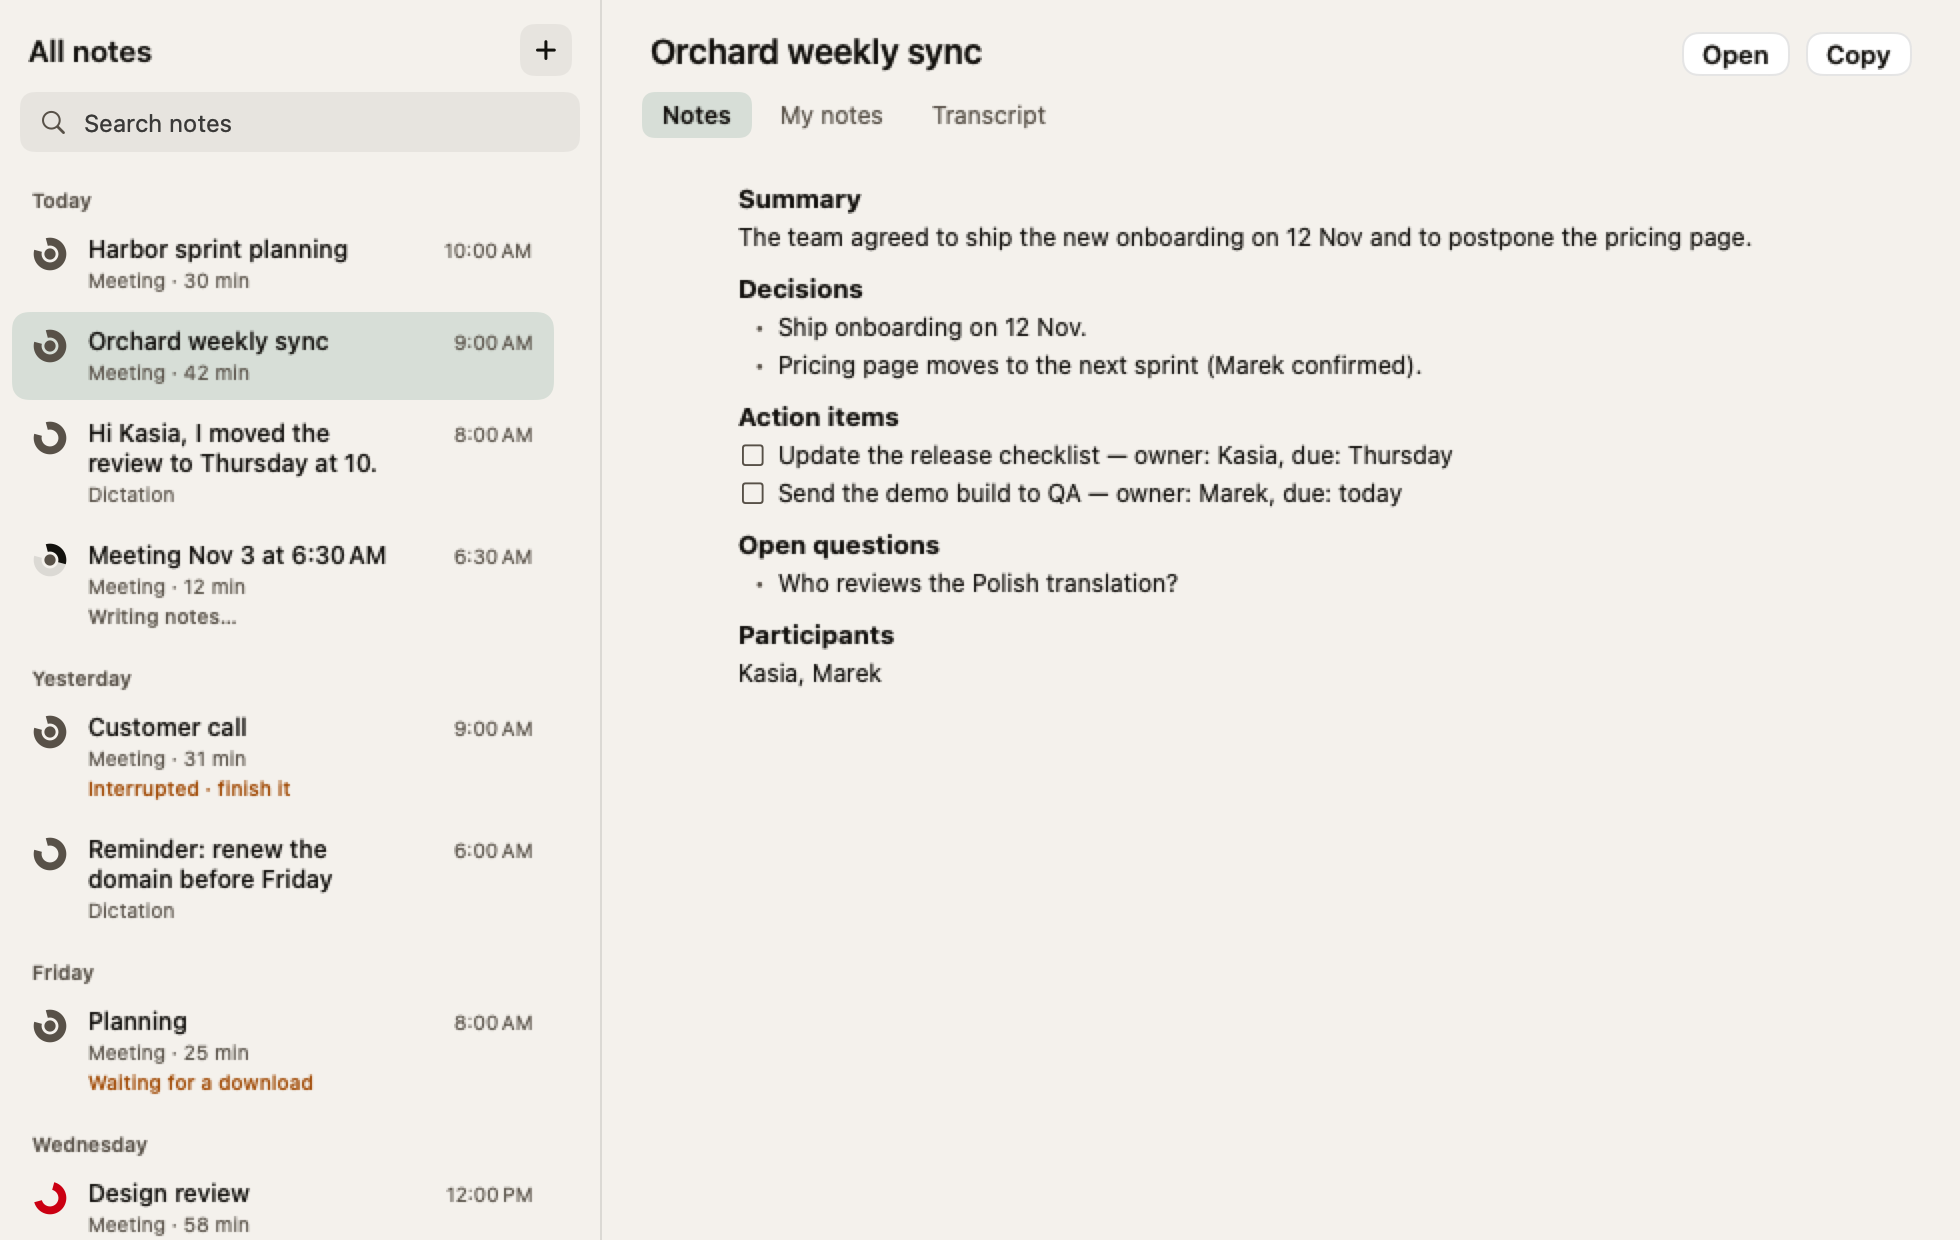 All notes
Search notes
Today
Harbor sprint planning 10:00 AM
Meeting · 30 min
Orchard weekly sync 9:00 AM
Meeting · 42 min
Hi Kasia, I moved the 8:00 AM
review to Thursday at 10.
Dictation
Meeting Nov 3 at 6:30 AM 6:30 AM
Meeting · 12 min
Writing notes...
Yesterday
Customer call 9:00 AM
Meeting · 31 min
Interrupted · finish it
Reminder: renew the 6:00 AM
domain before Friday
Dictation
Friday
Planning 8:00 AM
Meeting · 25 min
Waiting for a download
Wednesday
Design review 12:00 PM
Meeting · 58 min
Orchard weekly sync
Open Copy
Notes My notes Transcript
Summary
The team agreed to ship the new onboarding on 12 Nov and to postpone the pricing page.
Decisions
• Ship onboarding on 12 Nov.
• Pricing page moves to the next sprint (Marek confirmed).
Action items
☐ Update the release checklist — owner: Kasia, due: Thursday
☐ Send the demo build to QA — owner: Marek, due: today
Open questions
• Who reviews the Polish translation?
Participants
Kasia, Marek